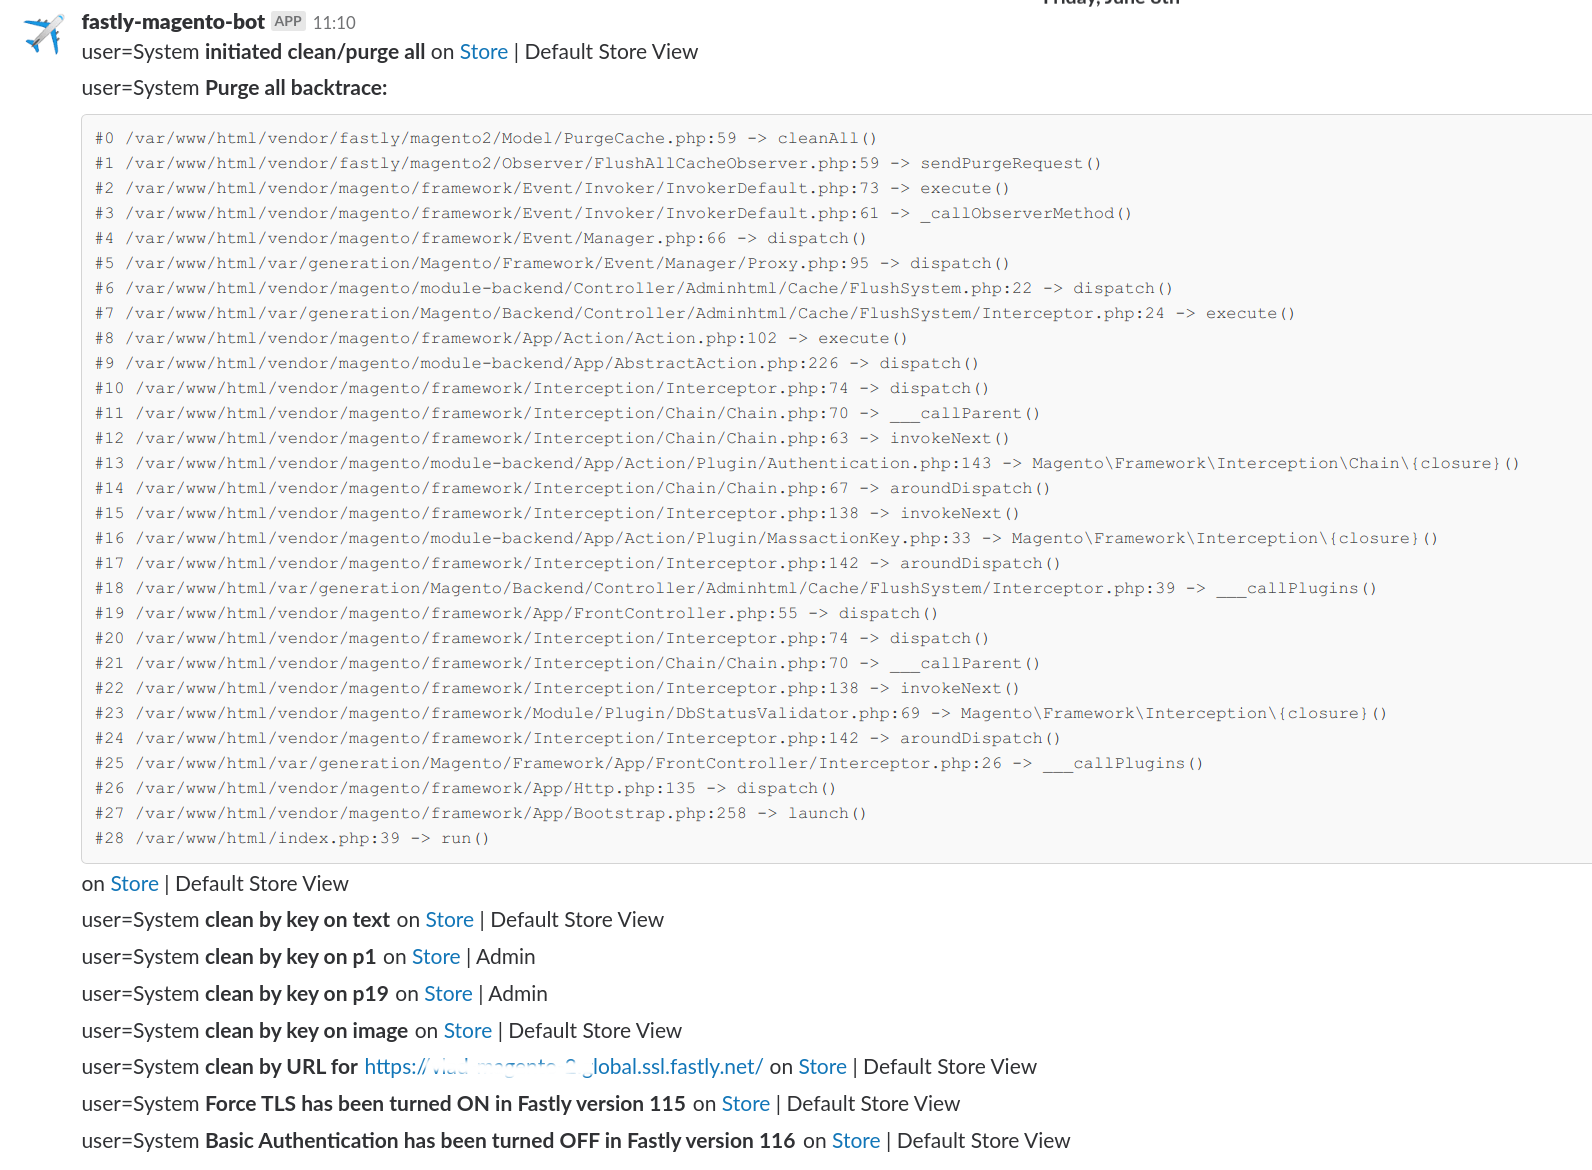 Friday, June 8th
fastly-magento-bot APP 11:10
user=System initiated clean/purge all on Store | Default Store View
user=System Purge all backtrace:
#0 /var/www/html/vendor/fastly/magento2/Model/PurgeCache.php:59 -> cleanAll()
#1 /var/www/html/vendor/fastly/magento2/Observer/FlushAllCacheObserver.php:59 -> sendPurgeRequest()
#2 /var/www/html/vendor/magento/framework/Event/Invoker/InvokerDefault.php:73 -> execute()
#3 /var/www/html/vendor/magento/framework/Event/Invoker/InvokerDefault.php:61 -> _callObserverMethod()
#4 /var/www/html/vendor/magento/framework/Event/Manager.php:66 -> dispatch()
#5 /var/www/html/var/generation/Magento/Framework/Event/Manager/Proxy.php:95 -> dispatch()
#6 /var/www/html/vendor/magento/module-backend/Controller/Adminhtml/Cache/FlushSystem.php:22 -> dispatch()
#7 /var/www/html/var/generation/Magento/Backend/Controller/Adminhtml/Cache/FlushSystem/Interceptor.php:24 -> execute()
#8 /var/www/html/vendor/magento/framework/App/Action/Action.php:102 -> execute()
#9 /var/www/html/vendor/magento/module-backend/App/AbstractAction.php:226 -> dispatch()
#10 /var/www/html/vendor/magento/framework/Interception/Interceptor.php:74 -> dispatch()
#11 /var/www/html/vendor/magento/framework/Interception/Chain/Chain.php:70 -> ___callParent()
#12 /var/www/html/vendor/magento/framework/Interception/Chain/Chain.php:63 -> invokeNext()
#13 /var/www/html/vendor/magento/module-backend/App/Action/Plugin/Authentication.php:143 -> Magento\Framework\Interception\Chain\{closure}()
#14 /var/www/html/vendor/magento/framework/Interception/Chain/Chain.php:67 -> aroundDispatch()
#15 /var/www/html/vendor/magento/framework/Interception/Interceptor.php:138 -> invokeNext()
#16 /var/www/html/vendor/magento/module-backend/App/Action/Plugin/MassactionKey.php:33 -> Magento\Framework\Interception\{closure}()
#17 /var/www/html/vendor/magento/framework/Interception/Interceptor.php:142 -> aroundDispatch()
#18 /var/www/html/var/generation/Magento/Backend/Controller/Adminhtml/Cache/FlushSystem/Interceptor.php:39 -> ___callPlugins()
#19 /var/www/html/vendor/magento/framework/App/FrontController.php:55 -> dispatch()
#20 /var/www/html/vendor/magento/framework/Interception/Interceptor.php:74 -> dispatch()
#21 /var/www/html/vendor/magento/framework/Interception/Chain/Chain.php:70 -> ___callParent()
#22 /var/www/html/vendor/magento/framework/Interception/Interceptor.php:138 -> invokeNext()
#23 /var/www/html/vendor/magento/framework/Module/Plugin/DbStatusValidator.php:69 -> Magento\Framework\Interception\{closure}()
#24 /var/www/html/vendor/magento/framework/Interception/Interceptor.php:142 -> aroundDispatch()
#25 /var/www/html/var/generation/Magento/Framework/App/FrontController/Interceptor.php:26 -> ___callPlugins()
#26 /var/www/html/vendor/magento/framework/App/Http.php:135 -> dispatch()
#27 /var/www/html/vendor/magento/framework/App/Bootstrap.php:258 -> launch()
#28 /var/www/html/index.php:39 -> run()
on Store | Default Store View
user=System clean by key on text on Store | Default Store View
user=System clean by key on p1 on Store | Admin
user=System clean by key on p19 on Store | Admin
user=System clean by key on image on Store | Default Store View
user=System clean by URL for https:// global.ssl.fastly.net/ on Store | Default Store View
user=System Force TLS has been turned ON in Fastly version 115 on Store | Default Store View
user=System Basic Authentication has been turned OFF in Fastly version 116 on Store | Default Store View